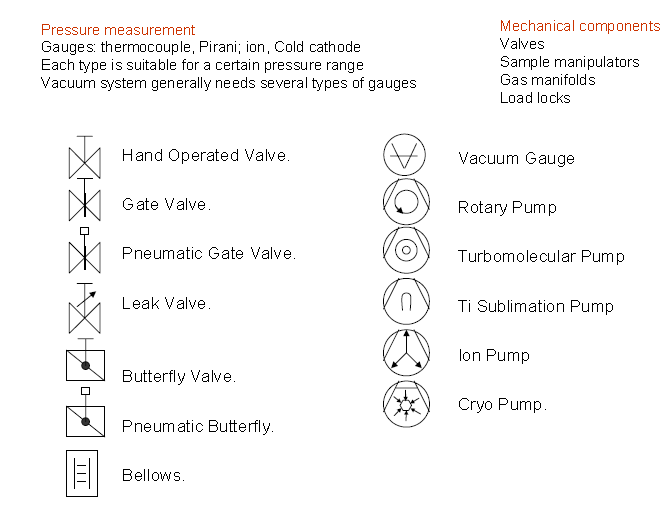 Pressure measurement
Gauges: thermocouple, Pirani; ion, Cold cathode
Each type is suitable for a certain pressure range
Vacuum system generally needs several types of gauges
Mechanical components
Valves
Sample manipulators
Gas manifolds
Load locks
Hand Operated Valve.
Gate Valve.
Pneumatic Gate Valve.
Leak Valve.
Butterfly Valve.
Pneumatic Butterfly.
Bellows.
Vacuum Gauge
Rotary Pump
Turbomolecular Pump
Ti Sublimation Pump
Ion Pump
Cryo Pump.